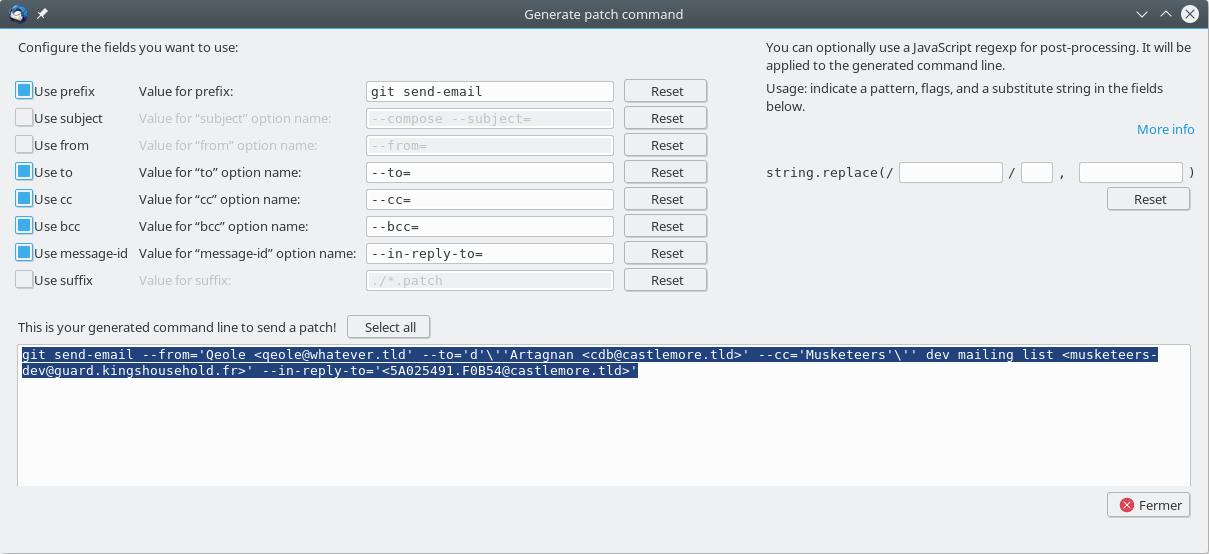 Generate patch command
Configure the fields you want to use:
Use prefix Value for prefix: git send-email Reset
Use subject Value for “subject” option name: --compose --subject= Reset
Use from Value for “from” option name: --from= Reset
Use to Value for “to” option name: --to= Reset
Use cc Value for “cc” option name: --cc= Reset
Use bcc Value for “bcc” option name: --bcc= Reset
Use message-id Value for “message-id” option name: --in-reply-to= Reset
Use suffix Value for suffix: ./*.patch Reset
You can optionally use a JavaScript regexp for post-processing. It will be
applied to the generated command line.
Usage: indicate a pattern, flags, and a substitute string in the fields
below.
More info
string.replace(/ / , )
Reset
This is your generated command line to send a patch! Select all
git send-email --from='Qeole <qeole@whatever.tld' --to='d'\''Artagnan <cdb@castlemore.tld>' --cc='Musketeers'\'' dev mailing list <musketeers-
dev@guard.kingshousehold.fr>' --in-reply-to='<5A025491.F0B54@castlemore.tld>'
Fermer